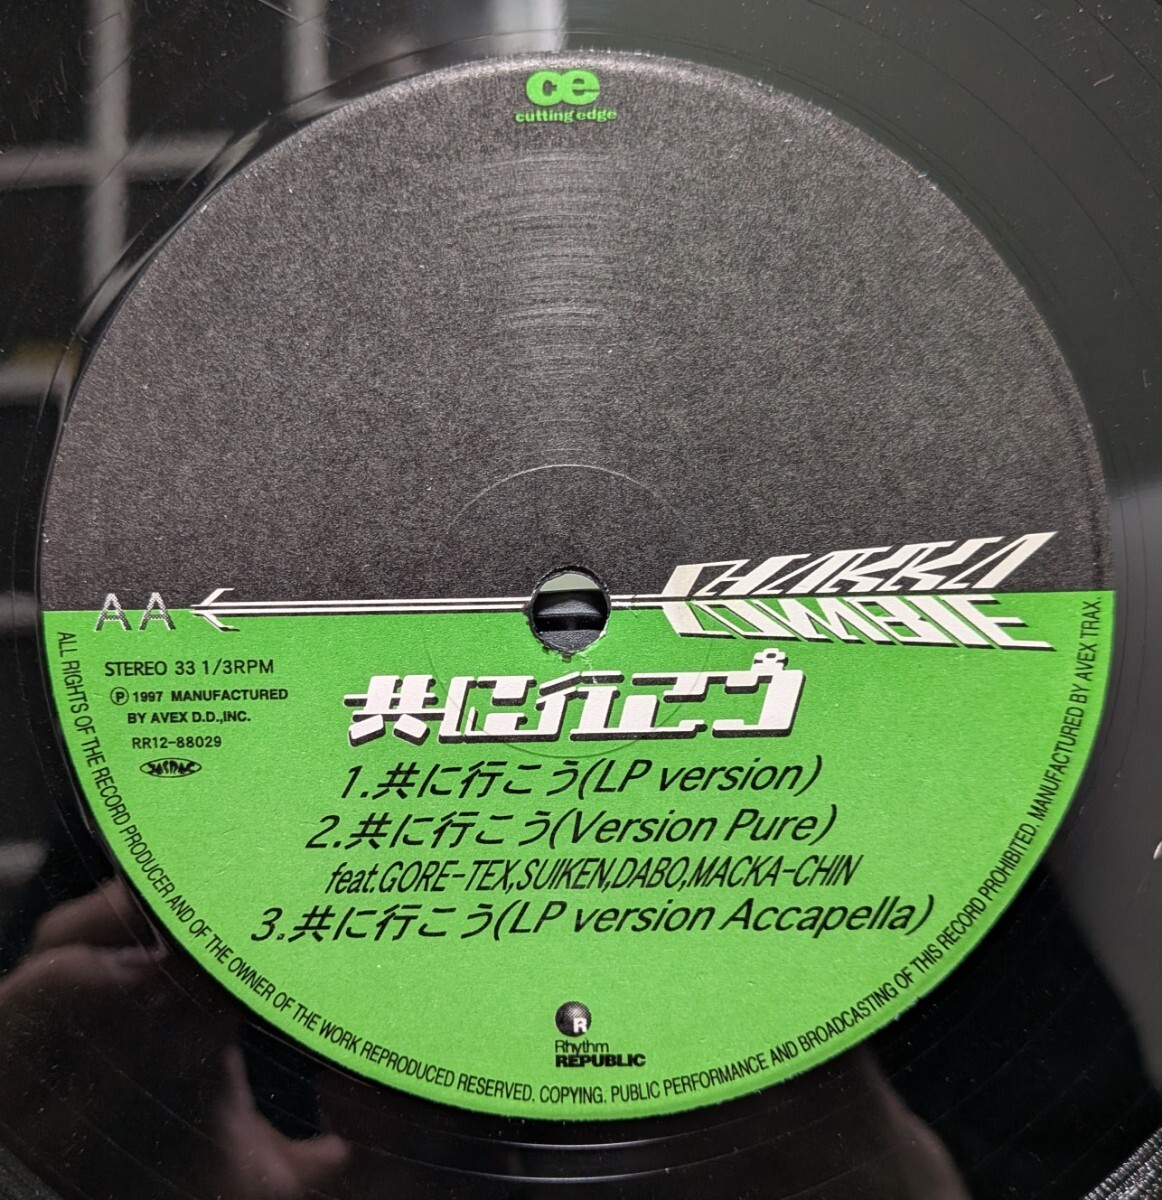 ce
cutting edge
SHAKKAZOMBIE
AA
STEREO 33 1/3RPM
Ⓟ 1997 MANUFACTURED
BY AVEX D.D.,INC.
RR12-88029
JASRAC
共に行こう
1.共に行こう(LP version)
2.共に行こう(Version Pure)
feat.GORE-TEX,SUIKEN,DABO,MACKA-CHIN
3.共に行こう(LP version Accapella)
R
Rhythm
REPUBLIC
ALL RIGHTS OF THE RECORD PRODUCER AND OF THE OWNER OF THE WORK REPRODUCED RESERVED. COPYING. PUBLIC PERFORMANCE AND BROADCASTING OF THIS RECORD PROHIBITED. MANUFACTURED BY AVEX TRAX.